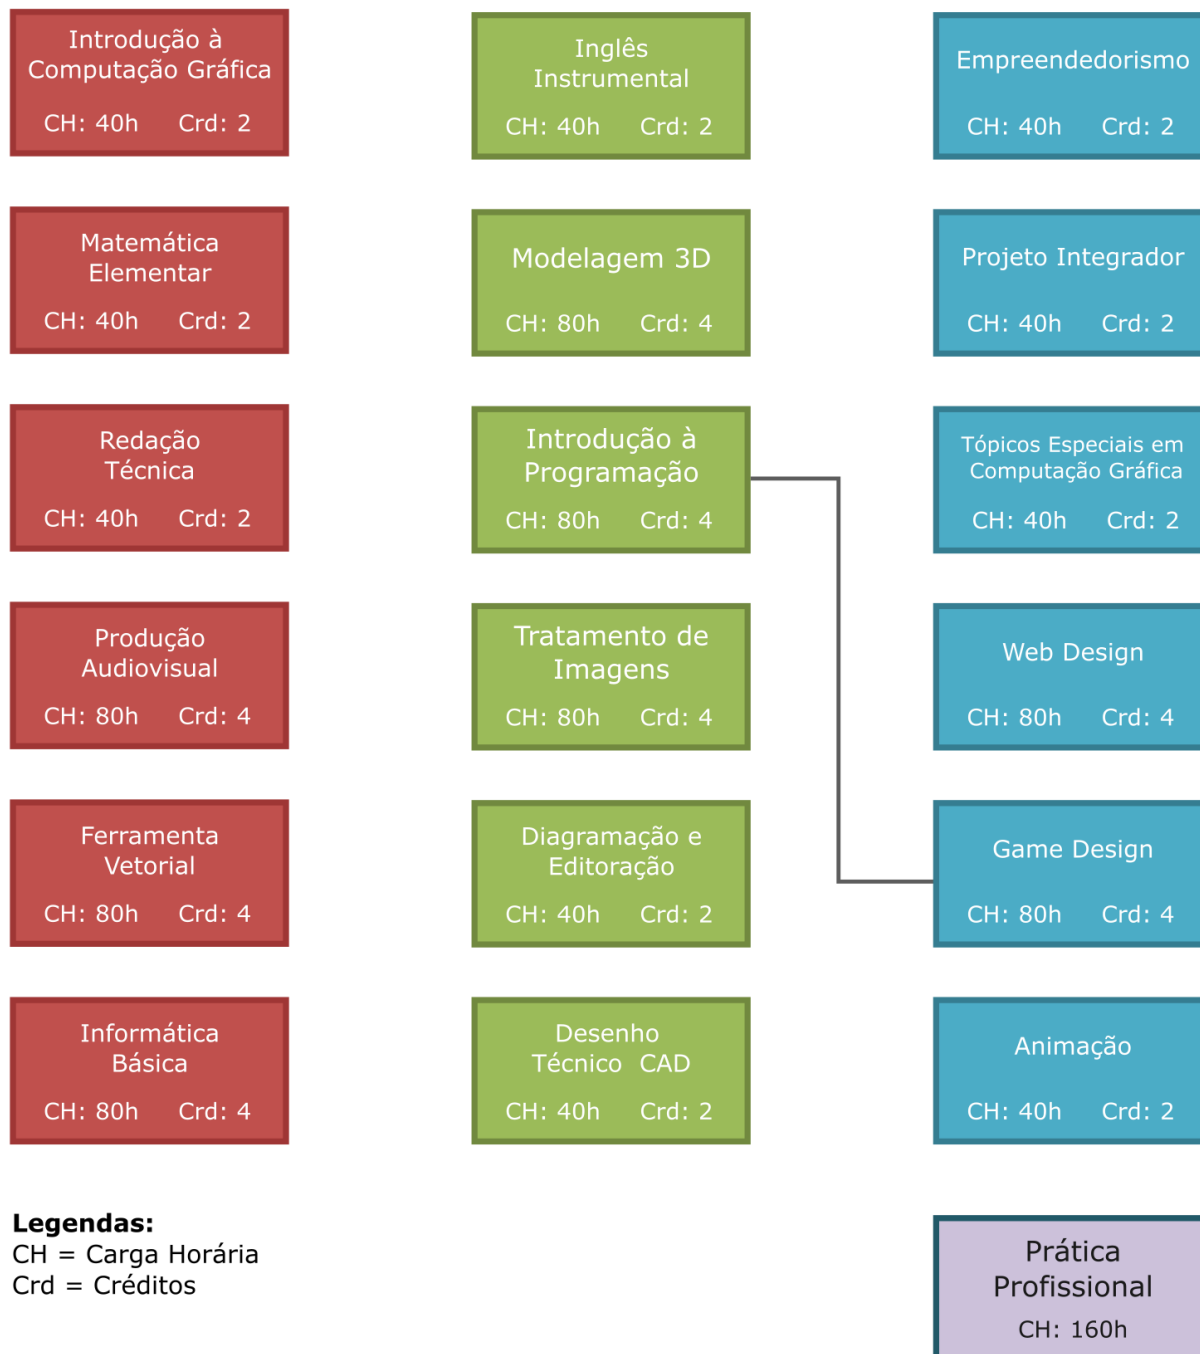 Introdução à
Computação Gráfica
CH: 40h Crd: 2
Matemática
Elementar
CH: 40h Crd: 2
Redação
Técnica
CH: 40h Crd: 2
Produção
Audiovisual
CH: 80h Crd: 4
Ferramenta
Vetorial
CH: 80h Crd: 4
Informática
Básica
CH: 80h Crd: 4
Inglês
Instrumental
CH: 40h Crd: 2
Modelagem 3D
CH: 80h Crd: 4
Introdução à
Programação
CH: 80h Crd: 4
Tratamento de
Imagens
CH: 80h Crd: 4
Diagramação e
Editoração
CH: 40h Crd: 2
Desenho
Técnico CAD
CH: 40h Crd: 2
Empreendedorismo
CH: 40h Crd: 2
Projeto Integrador
CH: 40h Crd: 2
Tópicos Especiais em
Computação Gráfica
CH: 40h Crd: 2
Web Design
CH: 80h Crd: 4
Game Design
CH: 80h Crd: 4
Animação
CH: 40h Crd: 2
Legendas:
CH = Carga Horária
Crd = Créditos
Prática
Profissional
CH: 160h